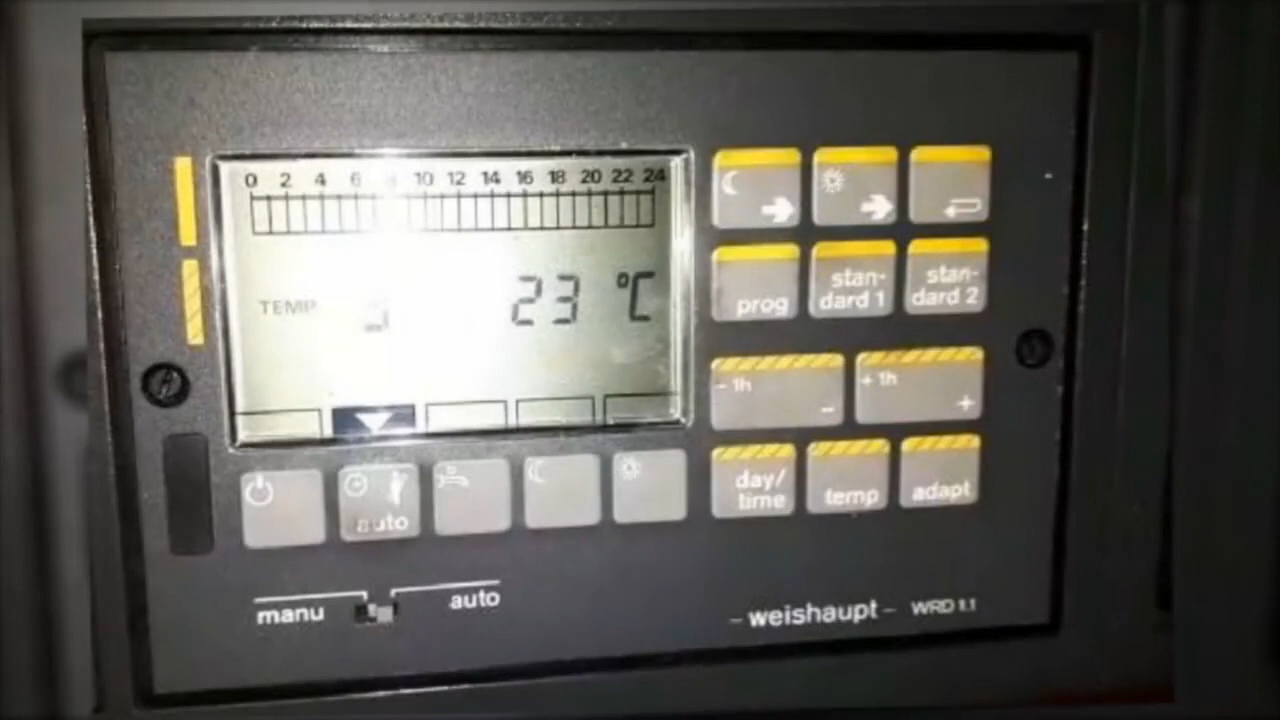 0 2 4 6 8 10 12 14 16 18 20 22 24
TEMP 23 °C
prog
stan-
dard 1
stan-
dard 2
- 1h
-
+ 1h
+
day/
time
temp
adapt
auto
manu
auto
- weishaupt - WRD 1.1